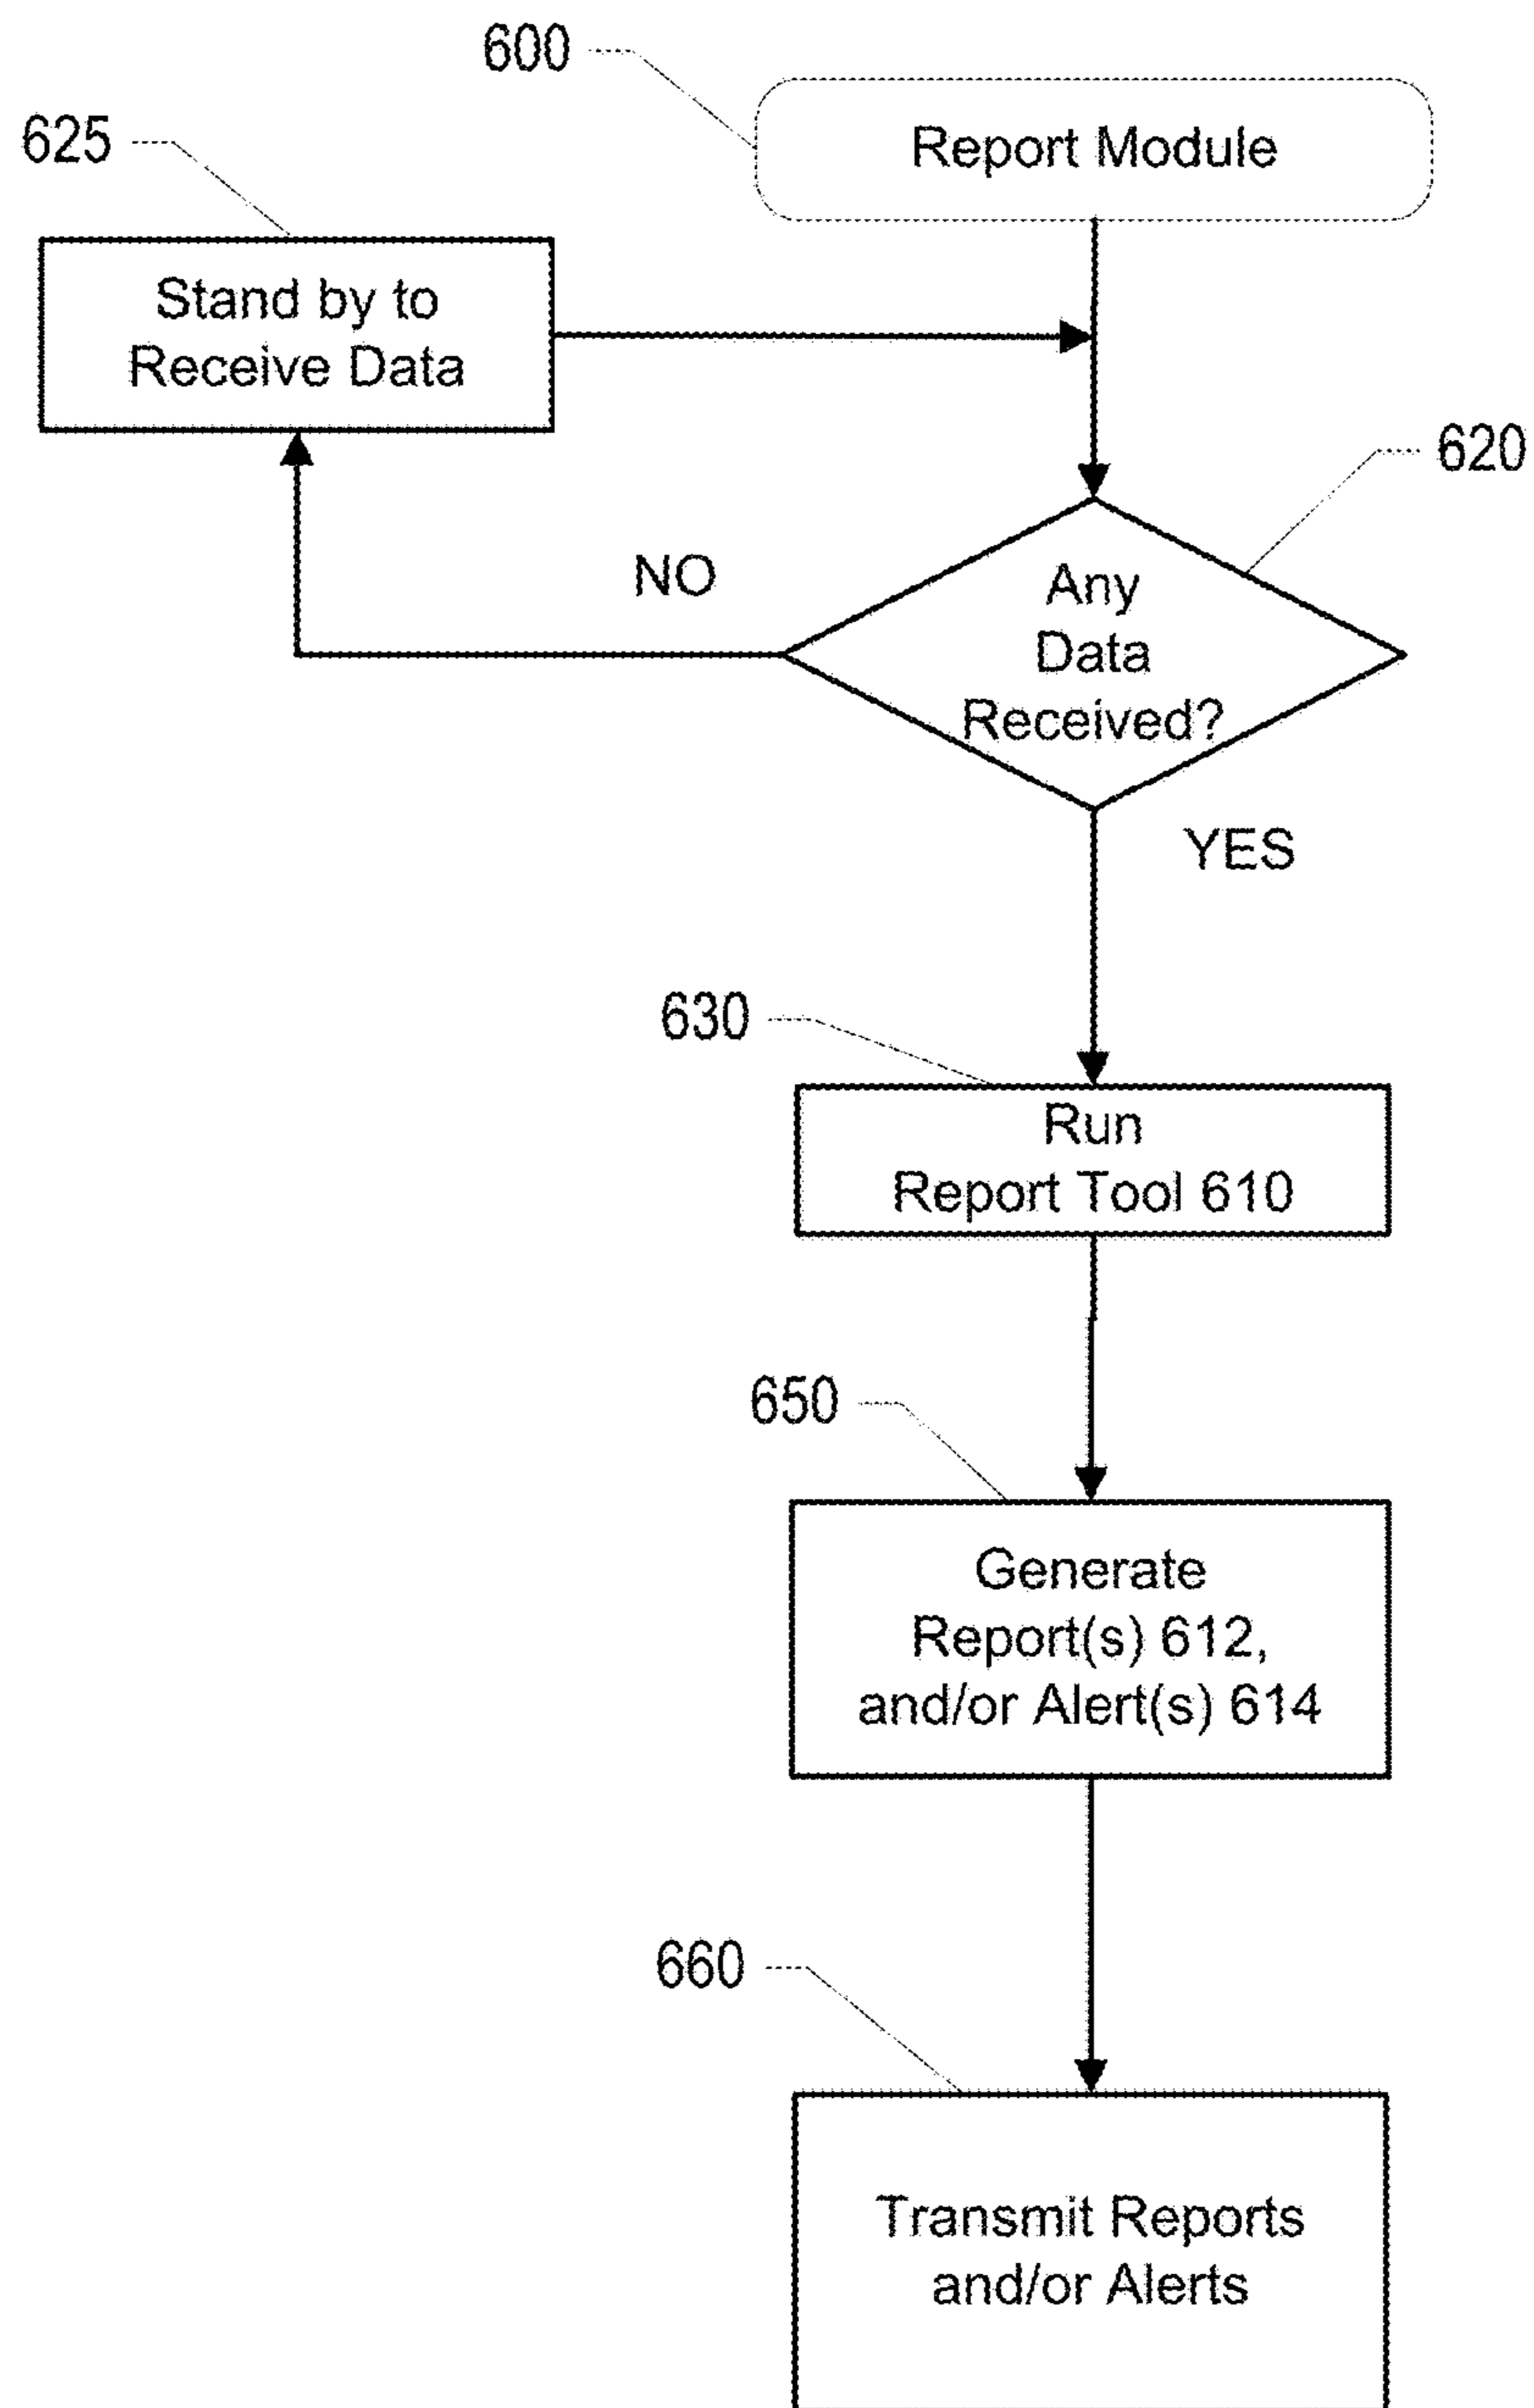 600
Report Module
625
Stand by to
Receive Data
620
NO
Any
Data
Received?
YES
630
Run
Report Tool 610
650
Generate
Report(s) 612,
and/or Alert(s) 614
660
Transmit Reports
and/or Alerts